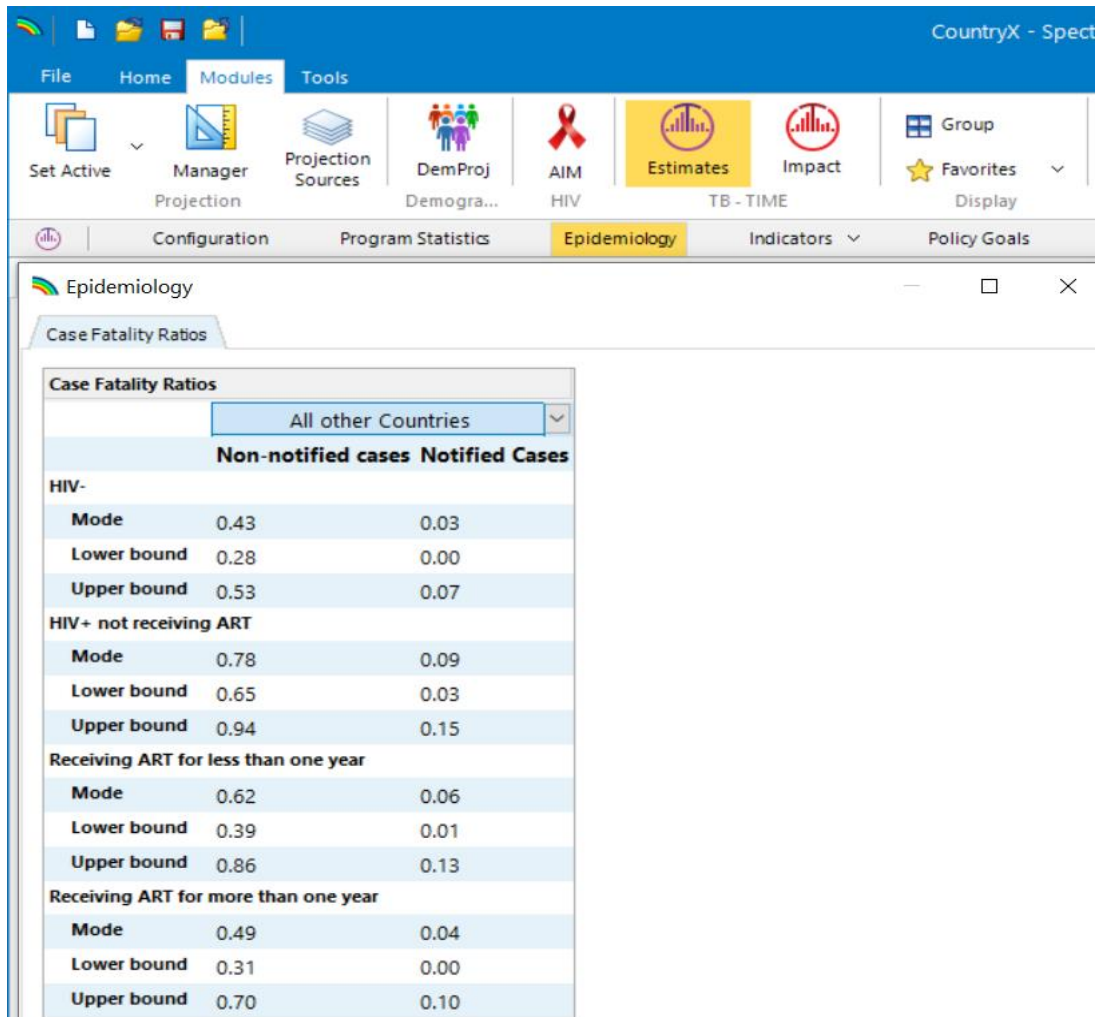 CountryX - Spect
File Home Modules Tools
Set Active Manager Projection Sources DemProj AIM Estimates Impact Group
Favorites
Projection Demogra... HIV TB - TIME Display
Configuration Program Statistics Epidemiology Indicators Policy Goals
Epidemiology
Case Fatality Ratios
Case Fatality Ratios
All other Countries
Non-notified cases Notified Cases
HIV-
Mode 0.43 0.03
Lower bound 0.28 0.00
Upper bound 0.53 0.07
HIV+ not receiving ART
Mode 0.78 0.09
Lower bound 0.65 0.03
Upper bound 0.94 0.15
Receiving ART for less than one year
Mode 0.62 0.06
Lower bound 0.39 0.01
Upper bound 0.86 0.13
Receiving ART for more than one year
Mode 0.49 0.04
Lower bound 0.31 0.00
Upper bound 0.70 0.10